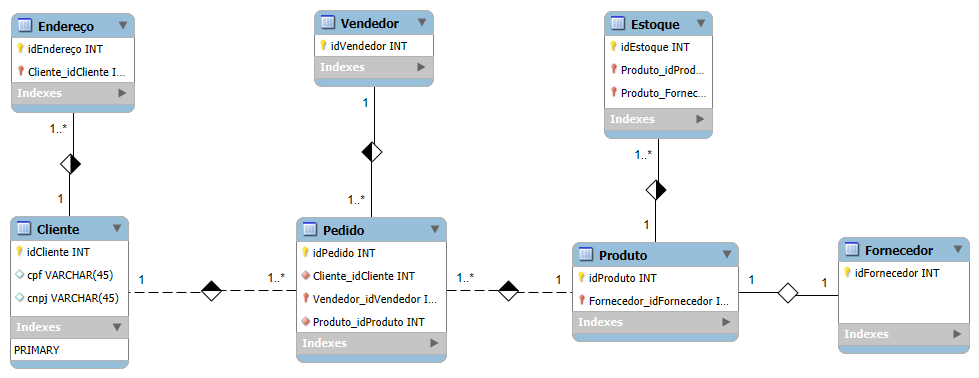 Endereço
idEndereço INT
Cliente_idCliente I...
Indexes
Vendedor
idVendedor INT
Indexes
Estoque
idEstoque INT
Produto_idProd...
Produto_Fornec...
Indexes
1..*
1
1
1..*
1..*
1
Cliente
idCliente INT
cpf VARCHAR(45)
cnpj VARCHAR(45)
Indexes
PRIMARY
1
1..*
Pedido
idPedido INT
Cliente_idCliente INT
Vendedor_idVendedor I...
Produto_idProduto INT
Indexes
1..*
1
Produto
idProduto INT
Fornecedor_idFornecedor I...
Indexes
1
1
Fornecedor
idFornecedor INT
Indexes